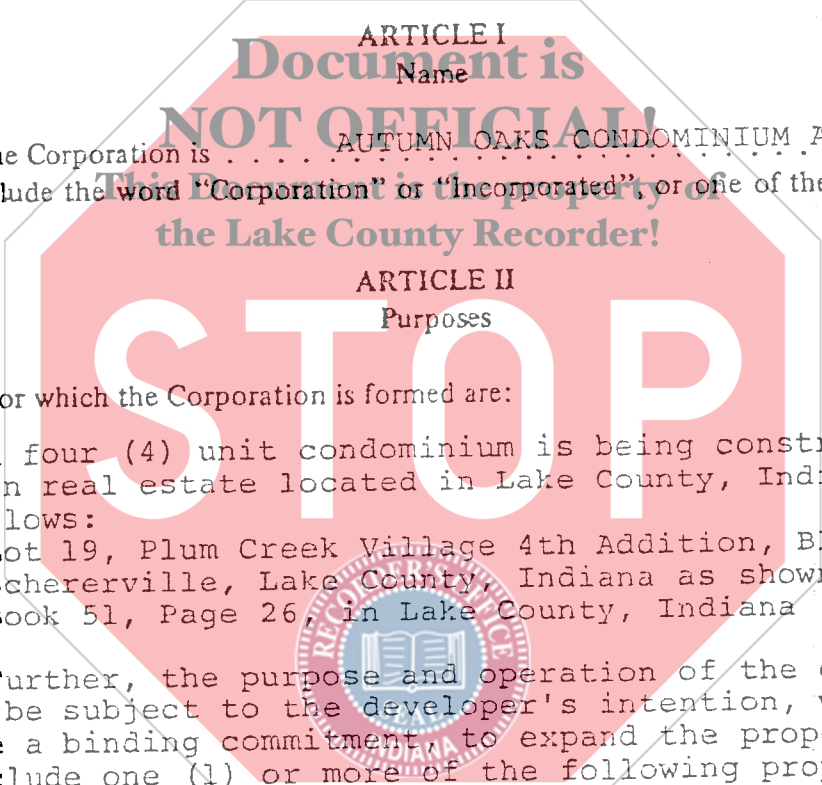 ARTICLE I
Document is
Name
NOT OFFICIAL!
AUTUMN OAKS CONDOMINIUM A
e Corporation is . . . . . . . . . . . . . . . . . . . .
lude the word "Corporation" or "Incorporated", or one of the
This Document is the property of
the Lake County Recorder!
ARTICLE II
Purposes
STOP
or which the Corporation is formed are:
four (4) unit condominium is being constr
n real estate located in Lake County, Indi
lows:
ot 19, Plum Creek Village 4th Addition, Bl
chererville, Lake County, Indiana as shown
ook 51, Page 26, in Lake County, Indiana
RECORDER'S OFFICE
urther, the purpose and operation of the
be subject to the developer's intention,
SEAL
a binding commitment, to expand the prop
INDIANA
lude one (1) or more of the following pro